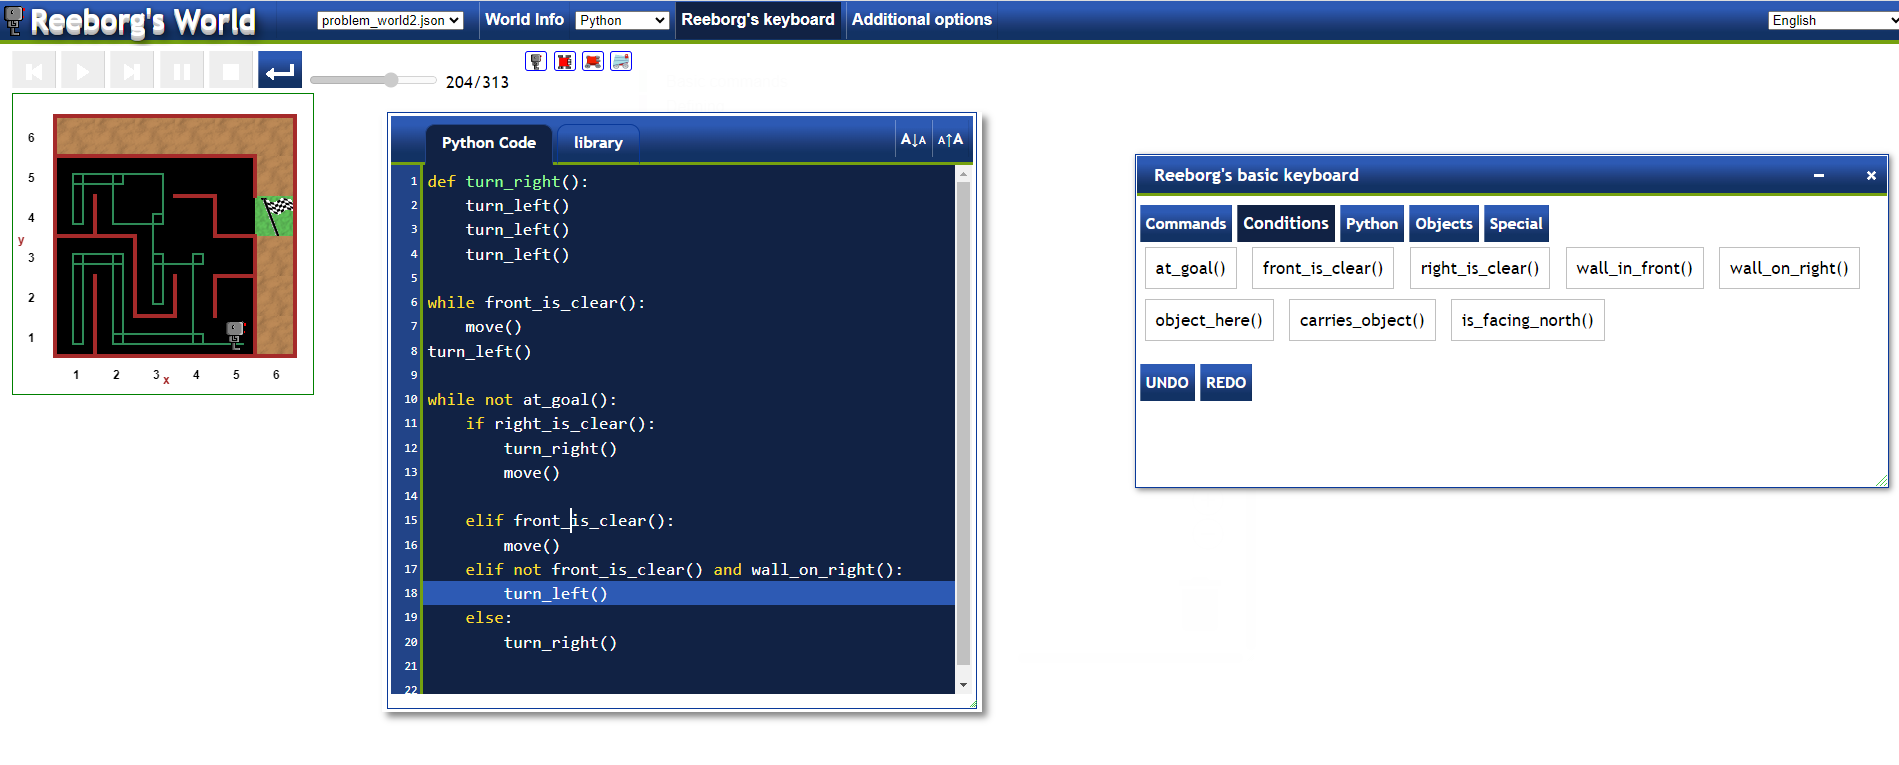 Reeborg's World
problem_world2.json
World Info
Python
Reeborg's keyboard
Additional options
English
204/313
6
5
4
y
3
2
1
1 2 3 x 4 5 6
Python Code
library
A↓A A↑A
1 def turn_right():
2 turn_left()
3 turn_left()
4 turn_left()
5
6 while front_is_clear():
7 move()
8 turn_left()
9
10 while not at_goal():
11 if right_is_clear():
12 turn_right()
13 move()
14
15 elif front_is_clear():
16 move()
17 elif not front_is_clear() and wall_on_right():
18 turn_left()
19 else:
20 turn_right()
21
22
Reeborg's basic keyboard
Commands Conditions Python Objects Special
at_goal() front_is_clear() right_is_clear() wall_in_front() wall_on_right()
object_here() carries_object() is_facing_north()
UNDO REDO